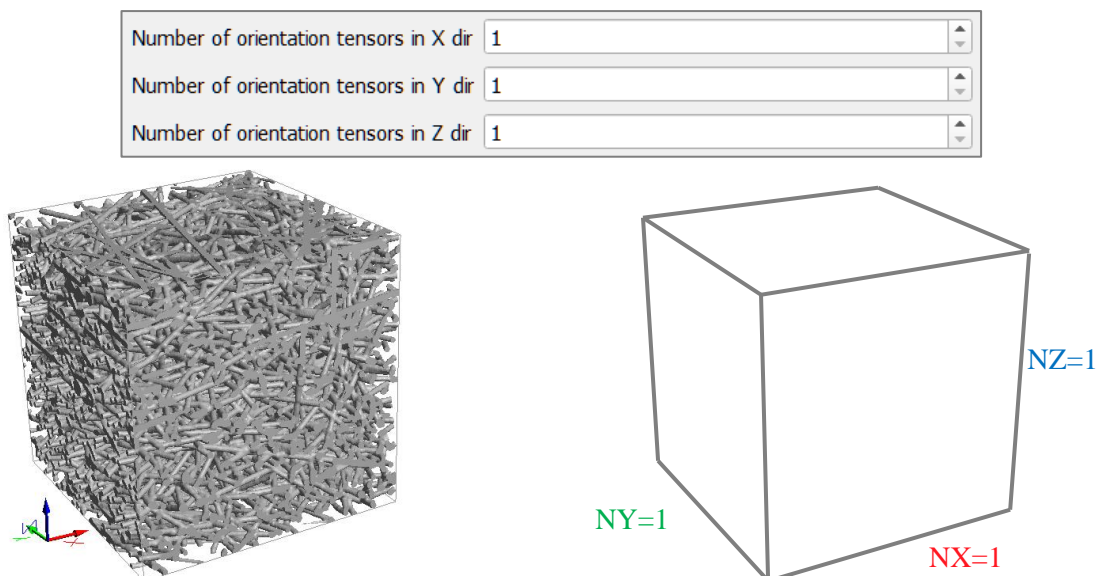 Number of orientation tensors in X dir 1
Number of orientation tensors in Y dir 1
Number of orientation tensors in Z dir 1
NZ=1
NY=1
NX=1
X